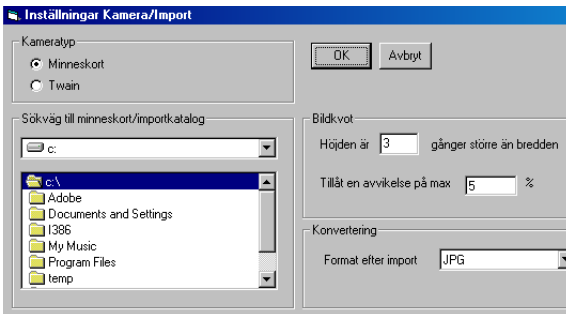 Inställningar Kamera/Import
Kameratyp
Minneskort
Twain
OK
Avbryt
Sökväg till minneskort/importkatalog
c:
c:\
Adobe
Documents and Settings
I386
My Music
Program Files
temp
Bildkvot
Höjden är 3 gånger större än bredden
Tillåt en avvikelse på max 5 %
Konvertering
Format efter import JPG